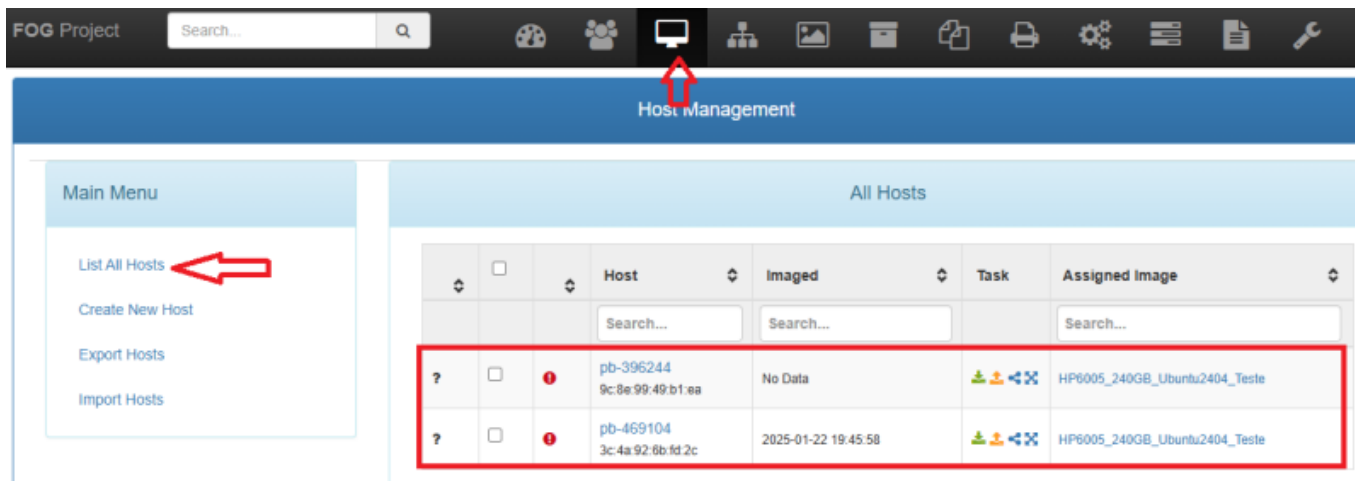 FOG Project Search...
Host Management
Main Menu
All Hosts
List All Hosts
Create New Host
Export Hosts
Import Hosts
Host Imaged Task Assigned Image
Search... Search... Search...
? pb-396244 No Data HP6005_240GB_Ubuntu2404_Teste
9c:8e:99:49:b1:ea
? pb-469104 2025-01-22 19:45:58 HP6005_240GB_Ubuntu2404_Teste
3c:4a:92:6b:fd:2c